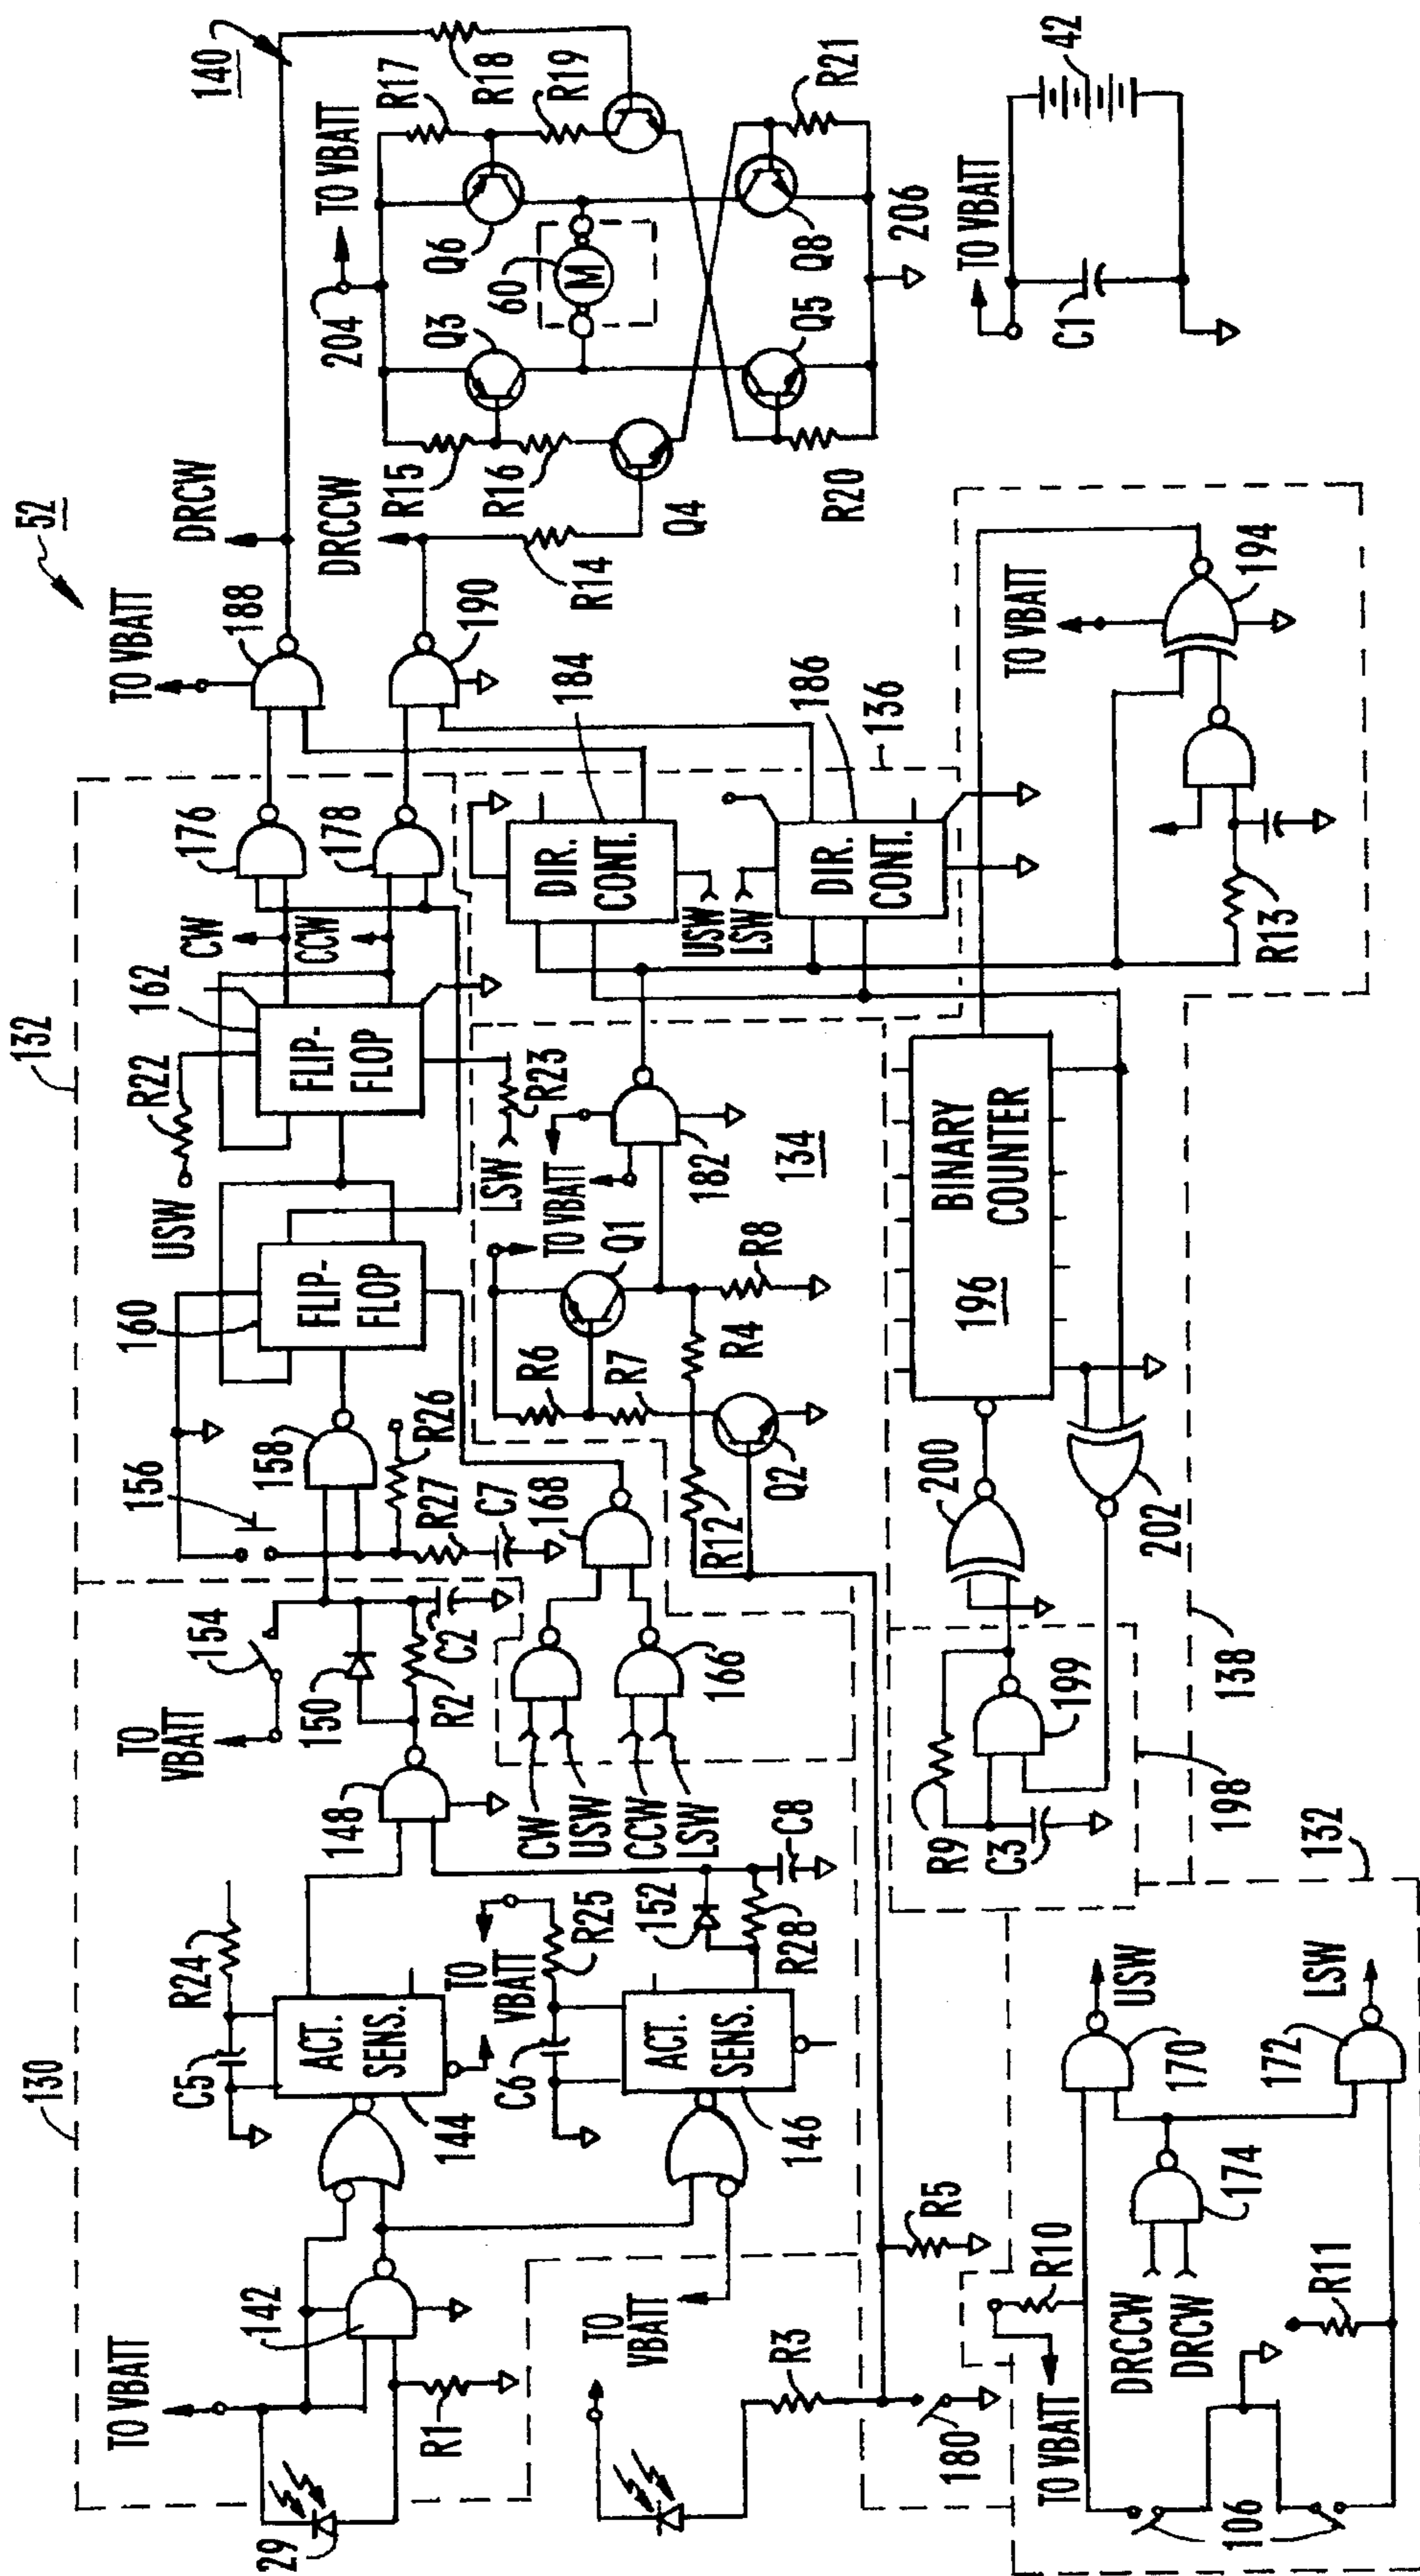 52
140
132
130
TO VBATT
188
DRCW
R18
R17
TO VBATT
204
R19
Q6
Q3
60
M
R15
R16
DRCCW
R14
Q4
Q8
Q5
R21
R20
206
TO VBATT
42
C1
190
176
178
CW
CCW
162
FLIP-
FLOP
R22
USW
LSW
R23
160
FLIP-
FLOP
156
158
R26
R27
C7
168
154
TO
VBATT
150
R2
C2
148
166
CW
USW
CCW
LSW
R24
C5
ACT.
SENS.
144
TO
VBATT
R25
C6
ACT.
SENS.
146
152
R28
C8
TO VBATT
142
29
R1
TO
VBATT
R3
180
R5
134
TO VBATT
182
Q1
R6
R7
R8
R4
R12
Q2
184
DIR.
CONT.
USW
LSW
186
DIR.
CONT.
136
TO VBATT
194
R13
BINARY
COUNTER
196
200
202
138
R9
C3
199
198
132
TO VBATT
R10
DRCCW
DRCW
174
R11
106
170
172
USW
LSW